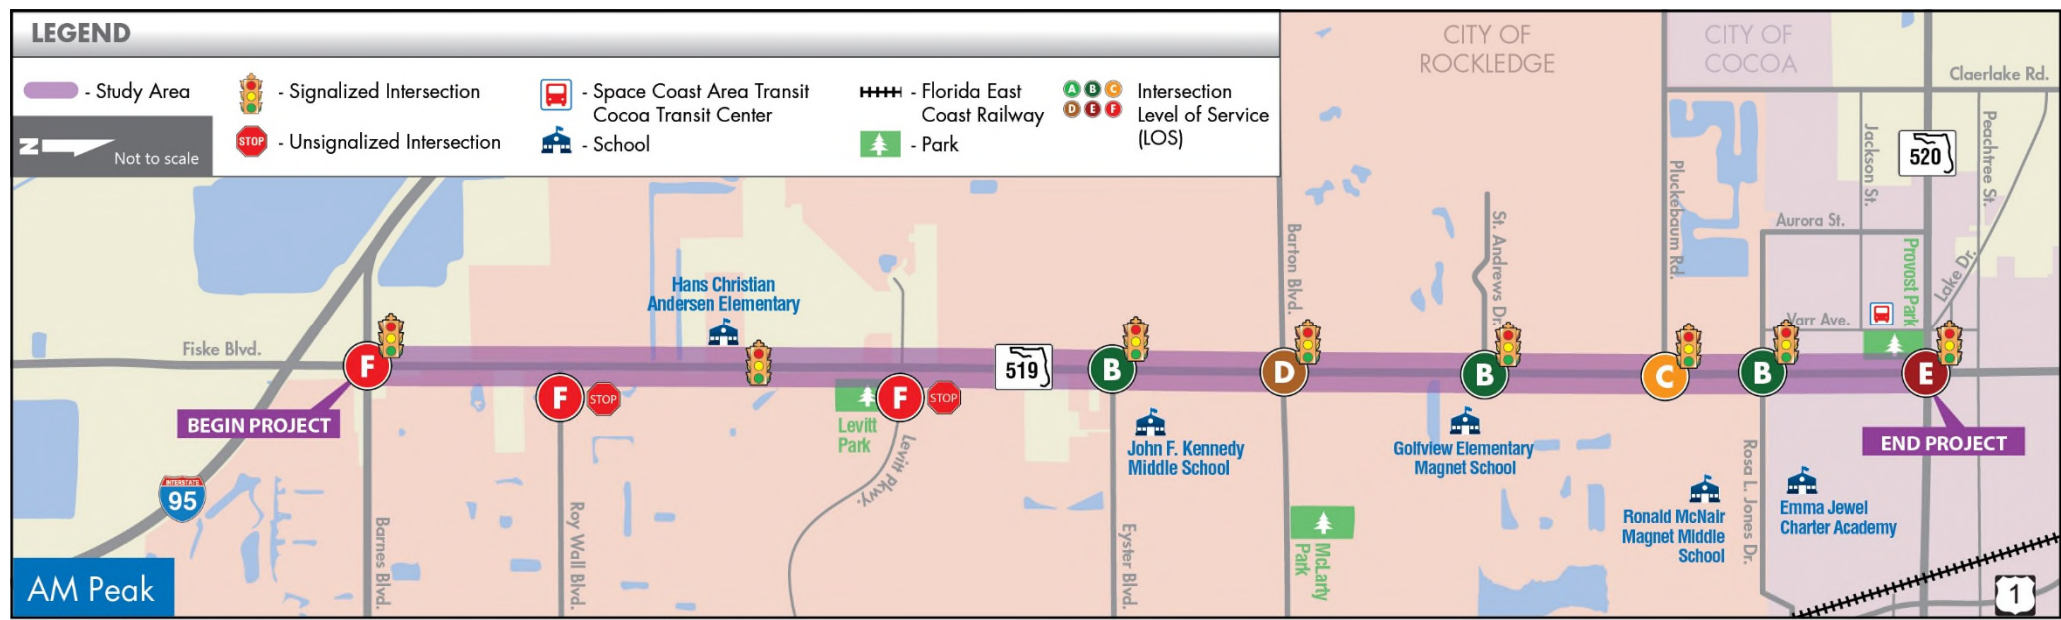 LEGEND
- Study Area
- Signalized Intersection
STOP
- Unsignalized Intersection
- Space Coast Area Transit
Cocoa Transit Center
- School
- Florida East
Coast Railway
- Park
A B C
D E F
Intersection
Level of Service
(LOS)
N
Not to scale
CITY OF
ROCKLEDGE
CITY OF
COCOA
Claerlake Rd.
Jackson St.
520
Peachtree St.
Pluckebaum Rd.
Aurora St.
Provost Park
Lake Dr.
Varr Ave.
Barton Blvd.
St. Andrews Dr.
Hans Christian
Andersen Elementary
Fiske Blvd.
F
F
STOP
F
STOP
519
B
D
B
C
B
E
BEGIN PROJECT
END PROJECT
Levitt
Park
Levitt Pkwy.
John F. Kennedy
Middle School
Golfview Elementary
Magnet School
Ronald McNair
Magnet Middle
School
Rosa L. Jones Dr.
Emma Jewel
Charter Academy
INTERSTATE
95
Barnes Blvd.
Roy Wall Blvd.
Eyster Blvd.
McLarty
Park
AM Peak
1